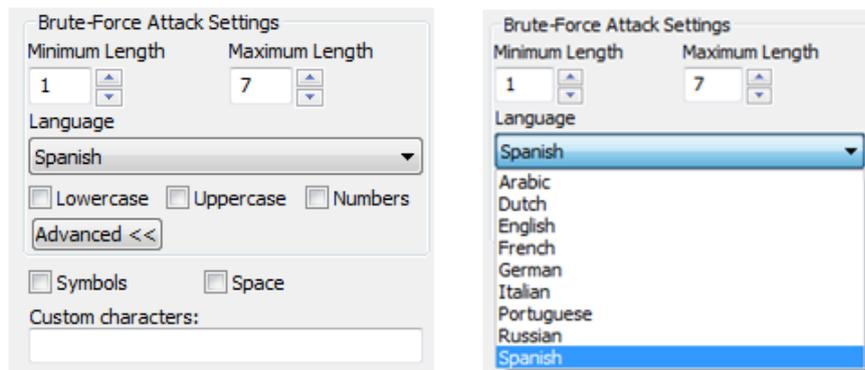 Brute-Force Attack Settings
Minimum Length Maximum Length
1 7
Language
Spanish
Lowercase Uppercase Numbers
Advanced <<
Symbols Space
Custom characters:
Brute-Force Attack Settings
Minimum Length Maximum Length
1 7
Language
Spanish
Arabic
Dutch
English
French
German
Italian
Portuguese
Russian
Spanish